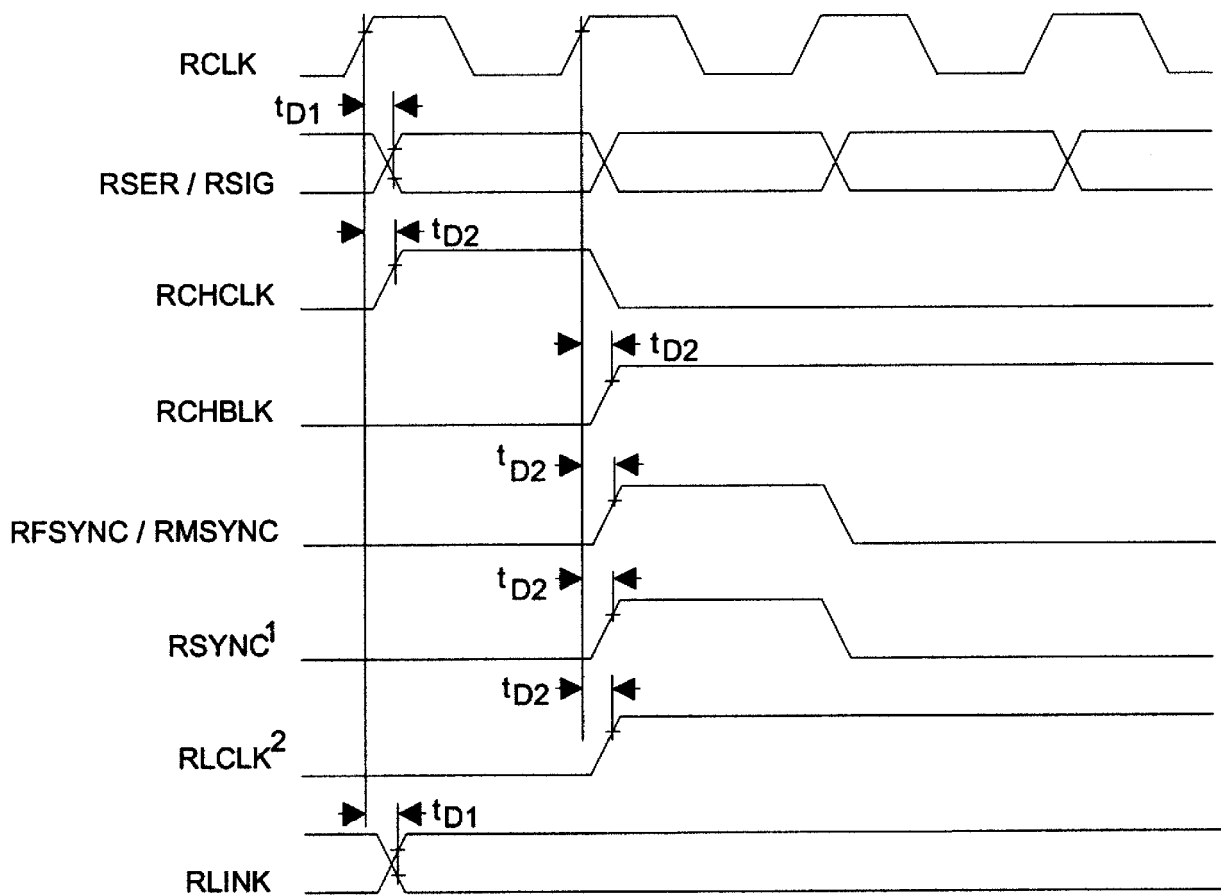 RCLK
tD1
RSER / RSIG
tD2
RCHCLK
tD2
RCHBLK
tD2
RFSYNC / RMSYNC
tD2
RSYNC1
tD2
RLCLK2
tD1
RLINK